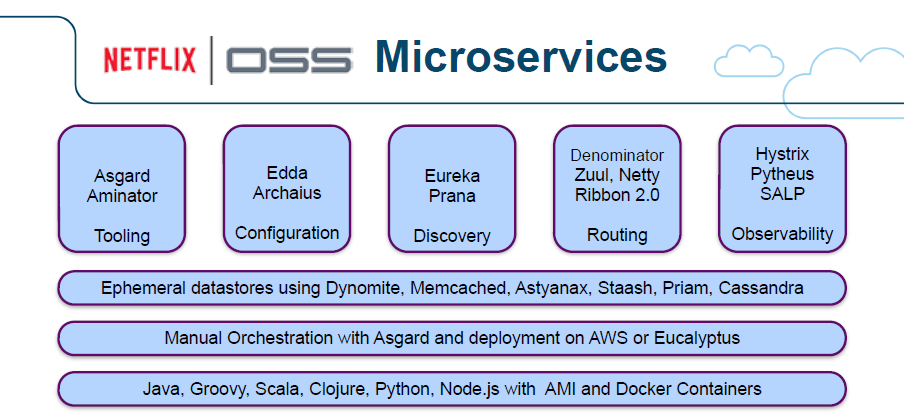 NETFLIX OSS Microservices
Asgard
Aminator
Tooling
Edda
Archaius
Configuration
Eureka
Prana
Discovery
Denominator
Zuul, Netty
Ribbon 2.0
Routing
Hystrix
Pytheus
SALP
Observability
Ephemeral datastores using Dynomite, Memcached, Astyanax, Staash, Priam, Cassandra
Manual Orchestration with Asgard and deployment on AWS or Eucalyptus
Java, Groovy, Scala, Clojure, Python, Node.js with AMI and Docker Containers